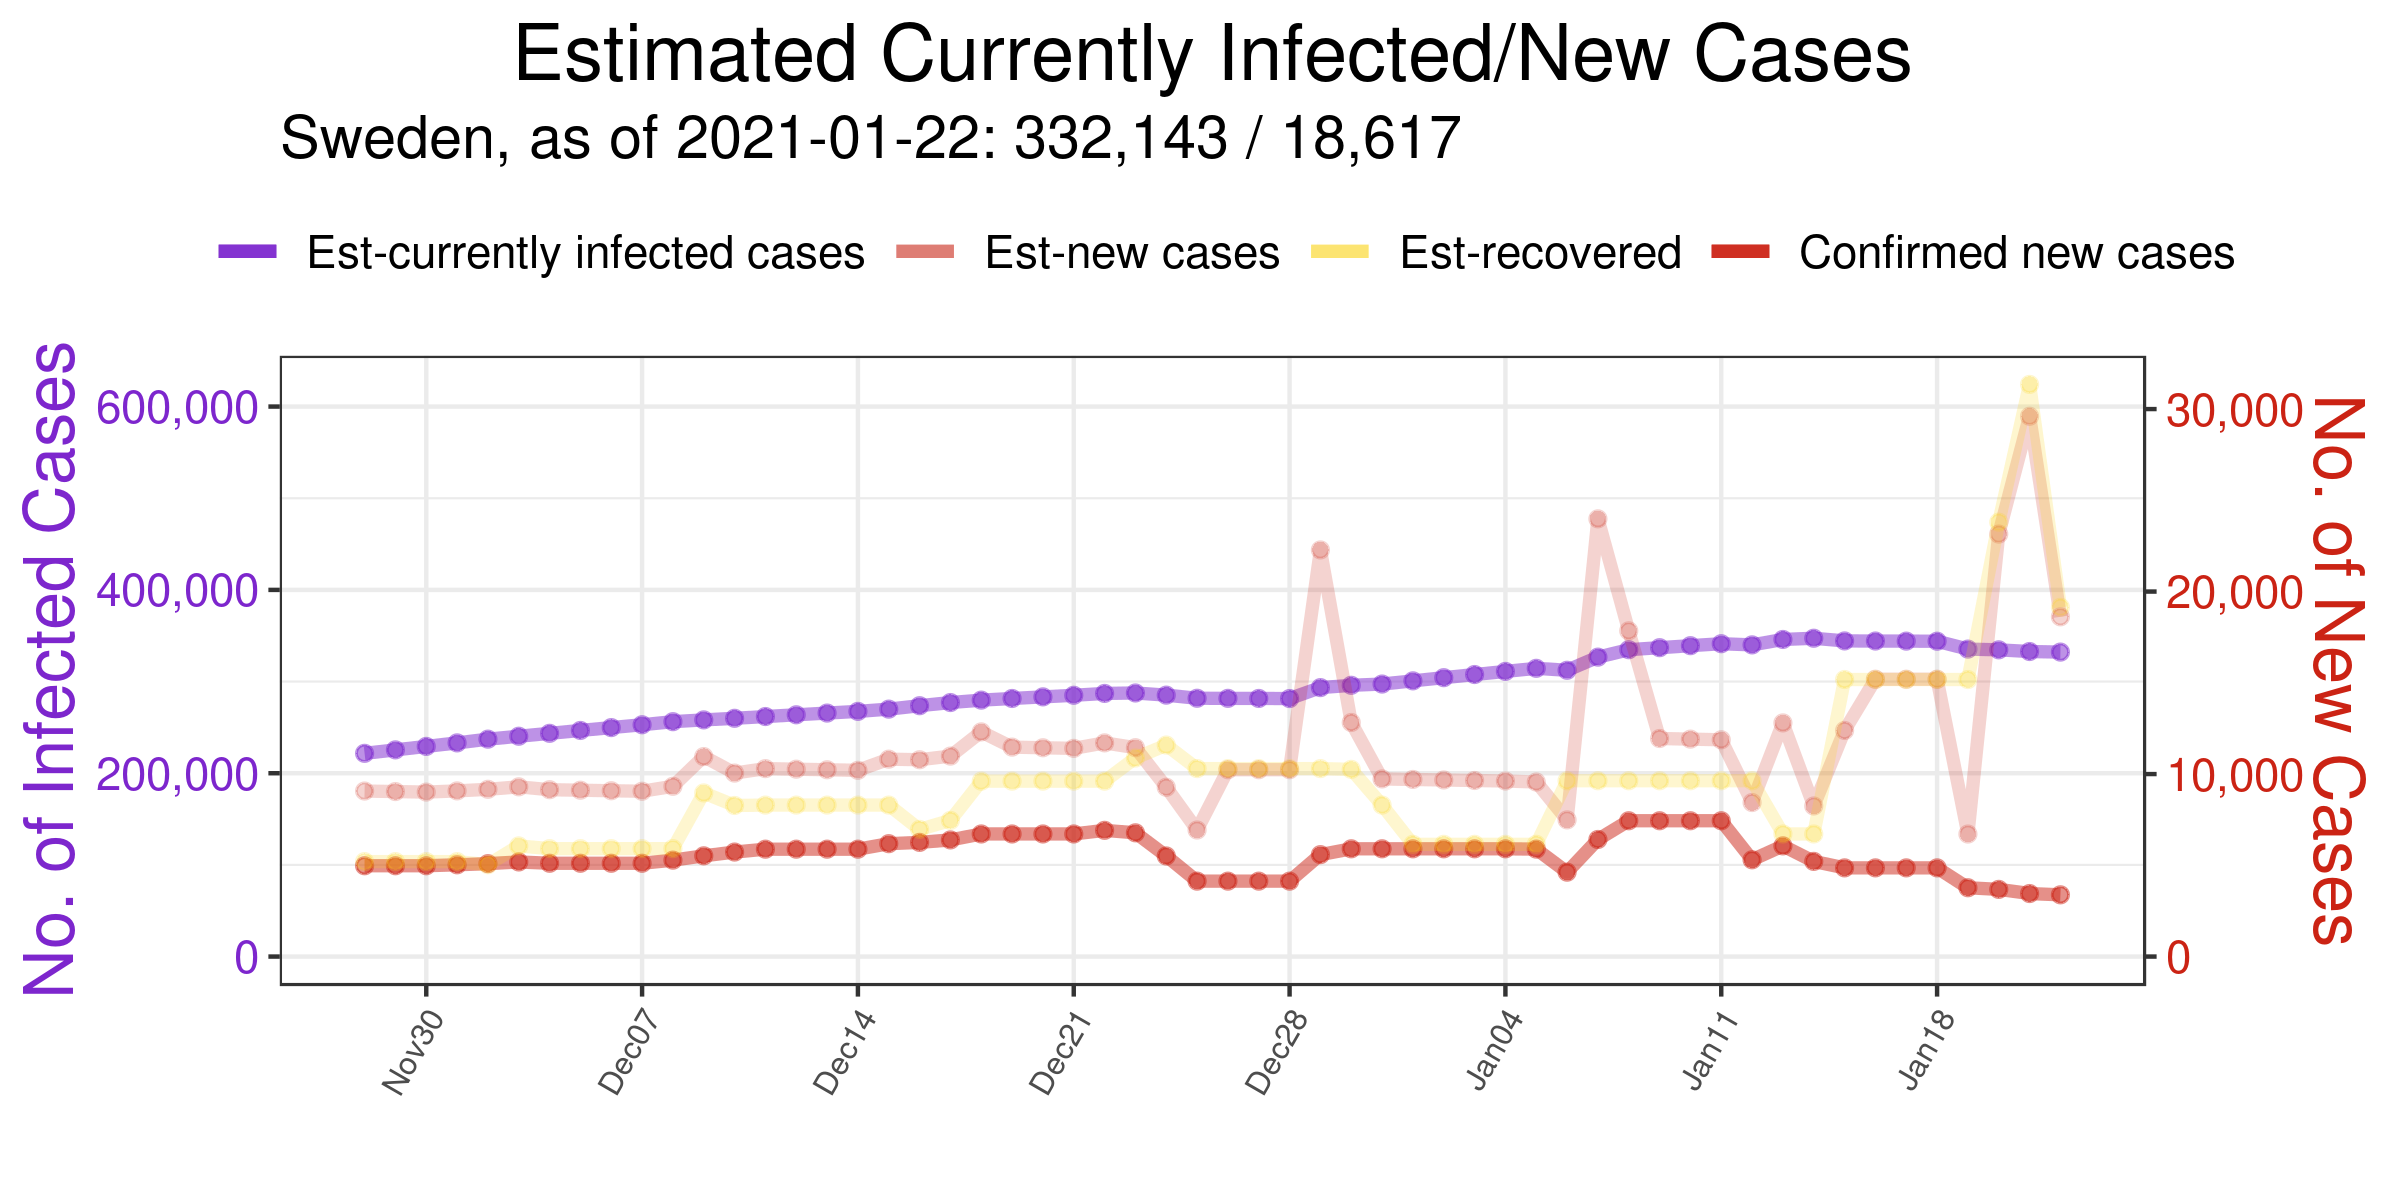 Estimated Currently Infected/New Cases
Sweden, as of 2021-01-22: 332,143 / 18,617
Est-currently infected cases Est-new cases Est-recovered Confirmed new cases
No. of Infected Cases
600,000
400,000
200,000
0
30,000
20,000
10,000
0
No. of New Cases
Nov30 Dec07 Dec14 Dec21 Dec28 Jan04 Jan11 Jan18